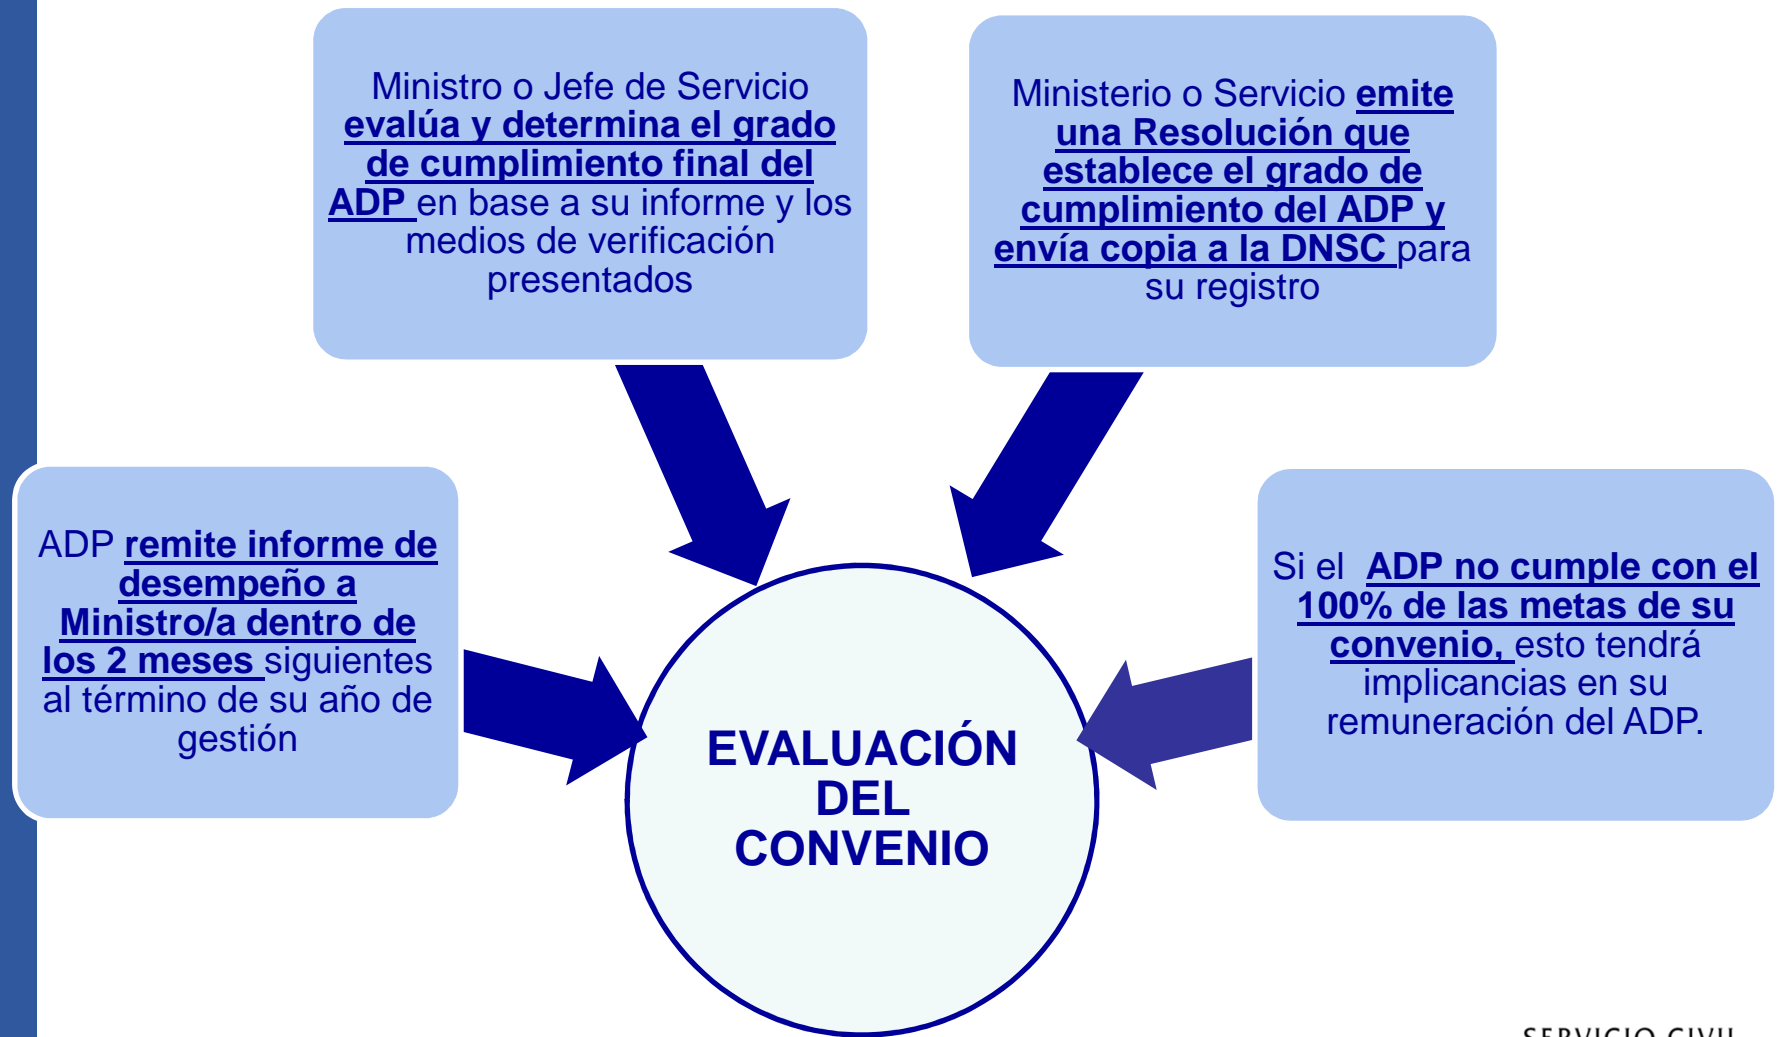 Ministro o Jefe de Servicio
evalúa y determina el grado
de cumplimiento final del
ADP en base a su informe y los
medios de verificación
presentados
Ministerio o Servicio emite
una Resolución que
establece el grado de
cumplimiento del ADP y
envía copia a la DNSC para
su registro
ADP remite informe de
desempeño a
Ministro/a dentro de
los 2 meses siguientes
al término de su año de
gestión
Si el  ADP no cumple con el
100% de las metas de su
convenio, esto tendrá
implicancias en su
remuneración del ADP.
EVALUACIÓN
DEL
CONVENIO
SERVICIO CIVIL